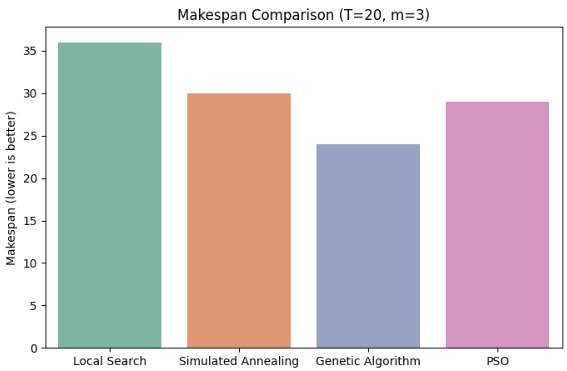 Makespan Comparison (T=20, m=3)
Makespan (lower is better)
35
30
25
20
15
10
5
0
Local Search
Simulated Annealing
Genetic Algorithm
PSO